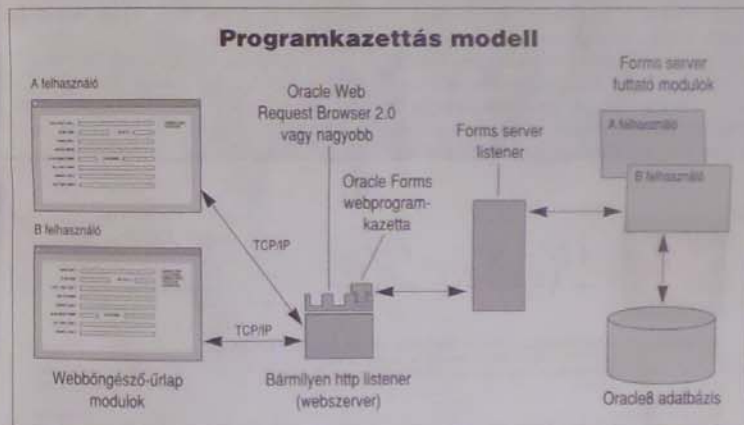 Programkazettás modell
A felhasználó
B felhasználó
TCP/IP
TCP/IP
Webböngésző-űrlap
modulok
Oracle Web
Request Browser 2.0
vagy nagyobb
Oracle Forms
webprogram-
kazetta
Bármilyen http listener
(webszerver)
Forms server
listener
Forms server
futtató modulok
A felhasználó
B felhasználó
Oracle8 adatbázis